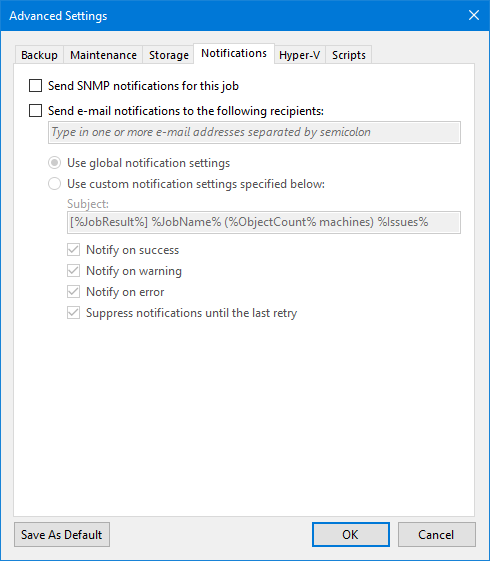 Advanced Settings
Backup Maintenance Storage Notifications Hyper-V Scripts
Send SNMP notifications for this job
Send e-mail notifications to the following recipients:
Type in one or more e-mail addresses separated by semicolon
Use global notification settings
Use custom notification settings specified below:
Subject:
[%JobResult%] %JobName% (%ObjectCount% machines) %Issues%
Notify on success
Notify on warning
Notify on error
Suppress notifications until the last retry
Save As Default OK Cancel